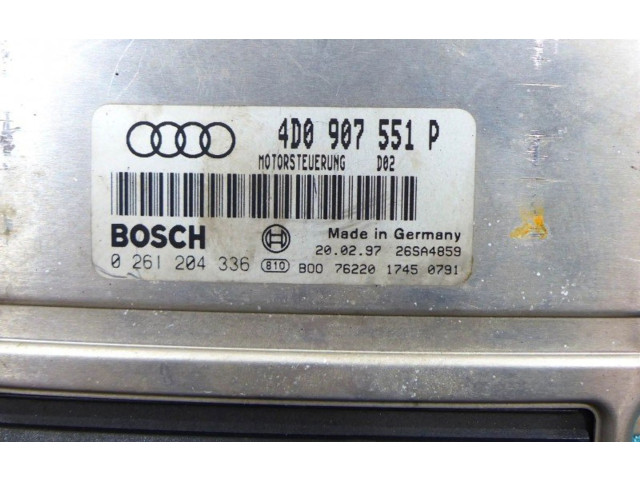 4D0 907 551 P
MOTORSTEUERUNG D02
BOSCH
Made in Germany
20.02.97 26SA4859
0 261 204 336 810 B00 76220 1745 0791